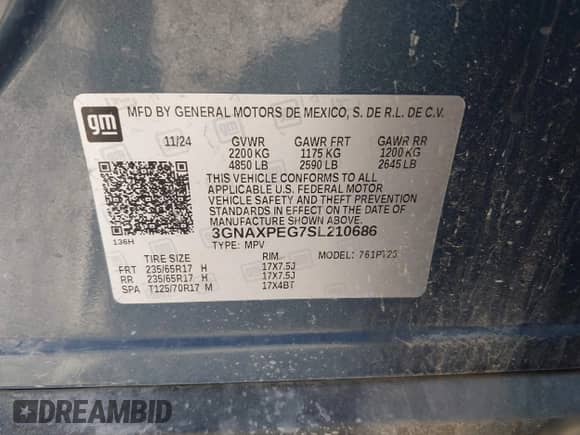 gm
MFD BY GENERAL MOTORS DE MEXICO, S. DE R.L. DE C.V.
11/24 GVWR GAWR FRT GAWR RR
2200 KG 1175 KG 1200 KG
4850 LB 2590 LB 2645 LB
THIS VEHICLE CONFORMS TO ALL
APPLICABLE U.S. FEDERAL MOTOR
VEHICLE SAFETY AND THEFT PREVENTION
STANDARDS IN EFFECT ON THE DATE OF
MANUFACTURE SHOWN ABOVE.
136H 3GNAXPEG7SL210686
TYPE: MPV
TIRE SIZE RIM MODEL:
FRT 235/65R17 H 17X7.5J
RR 235/65R17 H 17X7.5J
SPA T125/70R17 M 17X4BT
DREAMBID